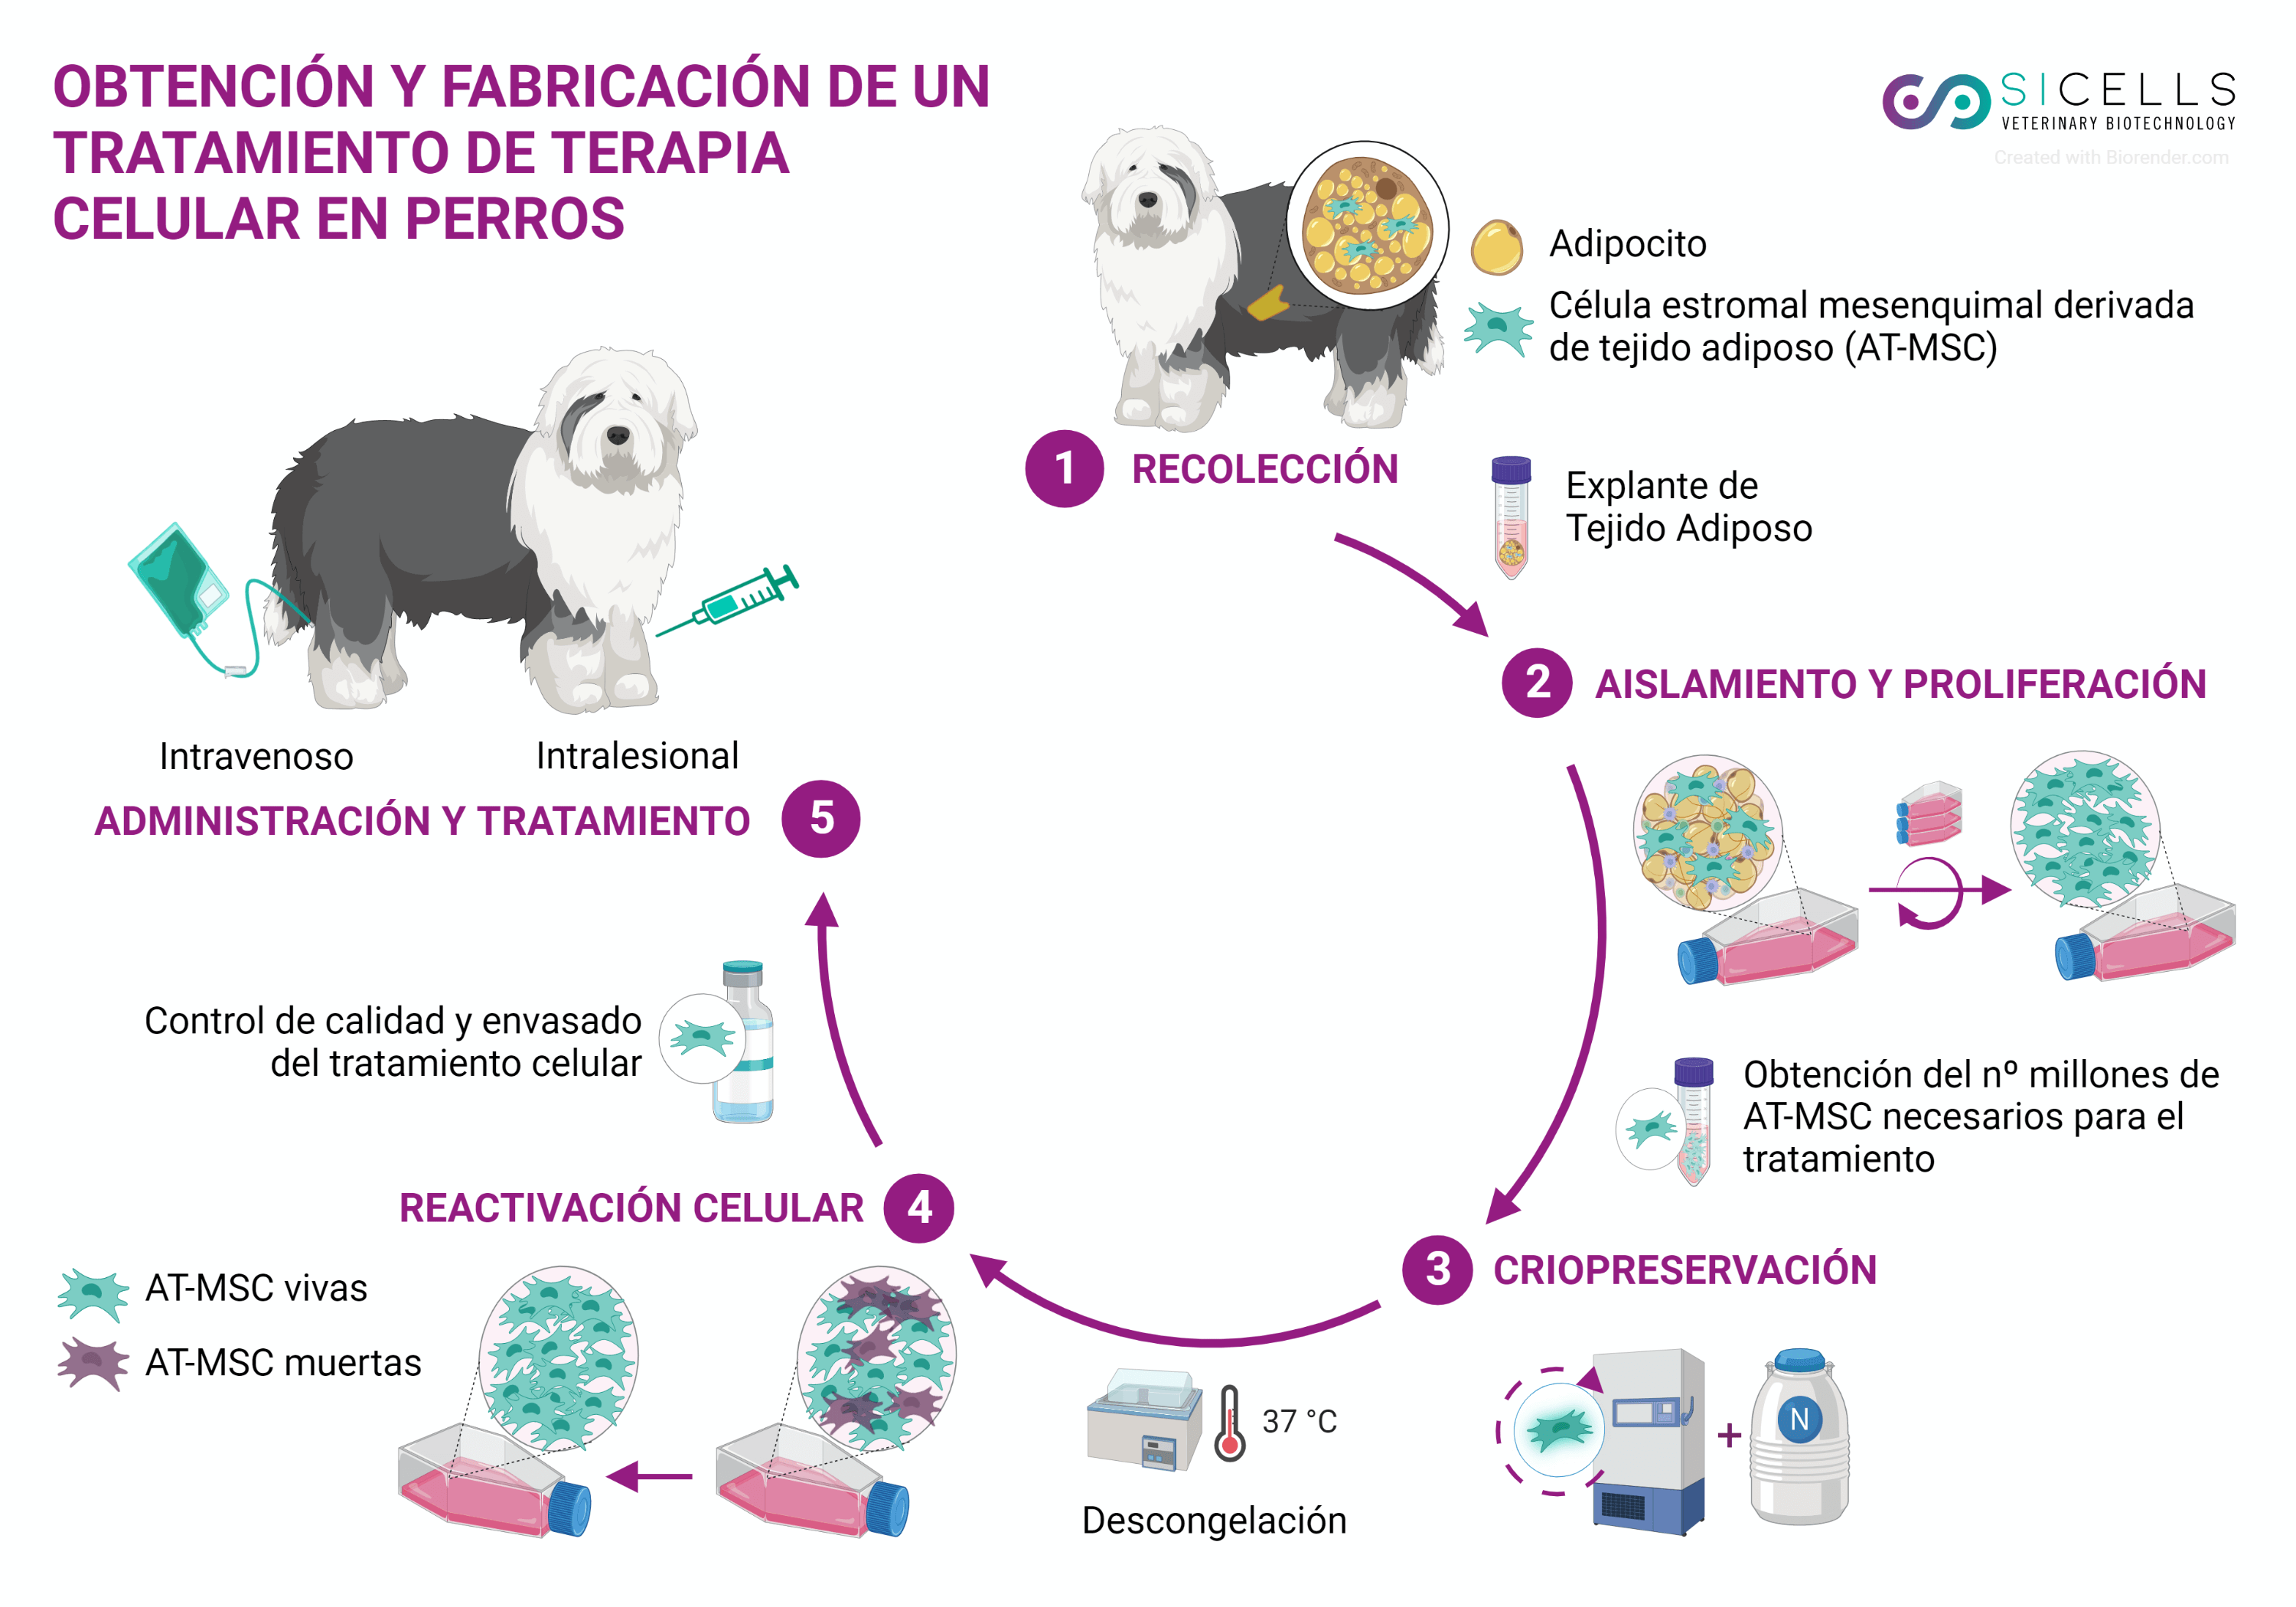 OBTENCIÓN Y FABRICACIÓN DE UN
TRATAMIENTO DE TERAPIA
CELULAR EN PERROS
SICELLS
VETERINARY BIOTECHNOLOGY
Created with Biorender.com
Adipocito
Célula estromal mesenquimal derivada
de tejido adiposo (AT-MSC)
1 RECOLECCIÓN
Explante de
Tejido Adiposo
2 AISLAMIENTO Y PROLIFERACIÓN
Obtención del nº millones de
AT-MSC necesarios para el
tratamiento
3 CRIOPRESERVACIÓN
+
N
37 °C
Descongelación
REACTIVACIÓN CELULAR 4
AT-MSC vivas
AT-MSC muertas
Control de calidad y envasado
del tratamiento celular
Intravenoso
Intralesional
ADMINISTRACIÓN Y TRATAMIENTO 5